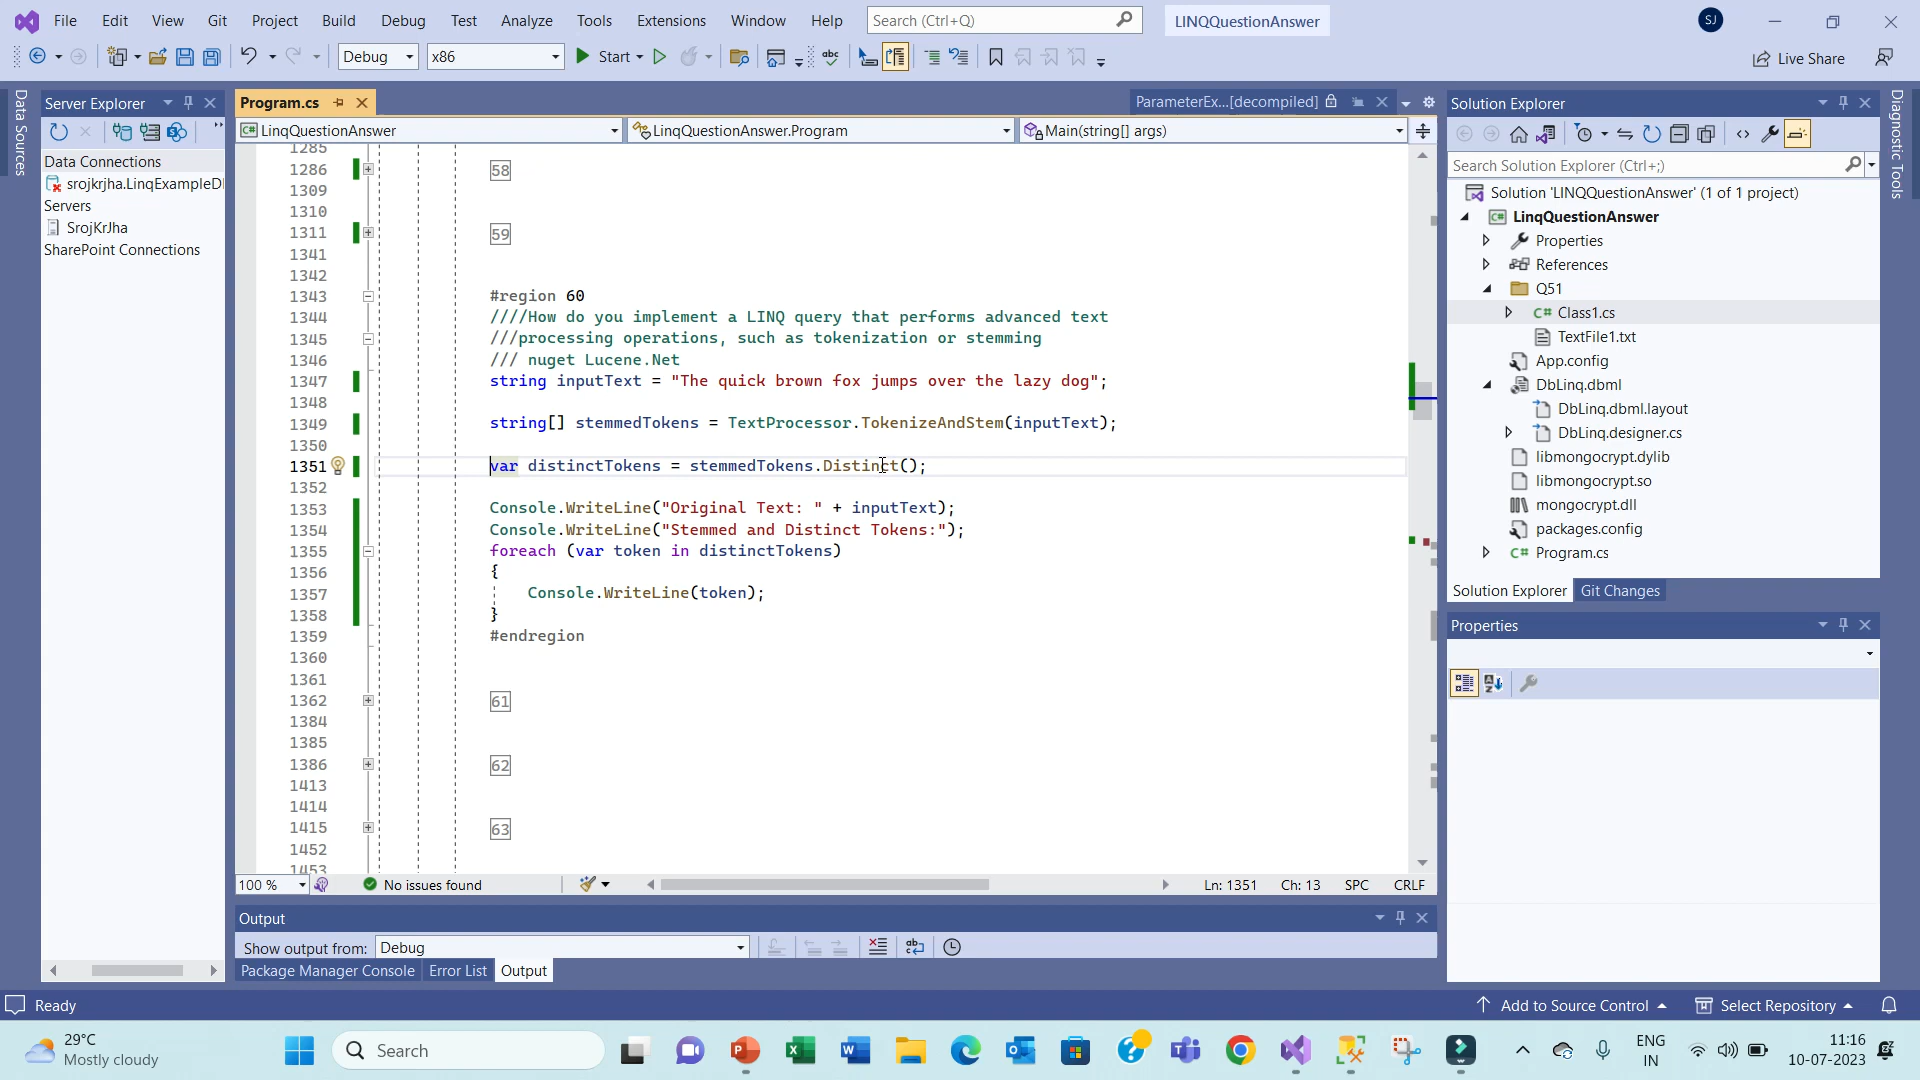 File Edit View Git Project Build Debug Test Analyze Tools Extensions Window Help Search (Ctrl+Q) LINQQuestionAnswer SJ
Debug x86 Start Live Share
Data Sources
Server Explorer
Data Connections
srojkrjha.LinqExampleD
Servers
SrojKrJha
SharePoint Connections
Program.cs ParameterEx...[decompiled]
LinqQuestionAnswer LinqQuestionAnswer.Program Main(string[] args)
1285
1286 58
1309
1310
1311 59
1341
1342
1343 #region 60
1344 ////How do you implement a LINQ query that performs advanced text
1345 ///processing operations, such as tokenization or stemming
1346 /// nuget Lucene.Net
1347 string inputText = "The quick brown fox jumps over the lazy dog";
1348
1349 string[] stemmedTokens = TextProcessor.TokenizeAndStem(inputText);
1350
1351 var distinctTokens = stemmedTokens.Distinct();
1352
1353 Console.WriteLine("Original Text: " + inputText);
1354 Console.WriteLine("Stemmed and Distinct Tokens:");
1355 foreach (var token in distinctTokens)
1356 {
1357 Console.WriteLine(token);
1358 }
1359 #endregion
1360
1361
1362 61
1384
1385
1386 62
1413
1414
1415 63
1452
1453
100 % No issues found Ln: 1351 Ch: 13 SPC CRLF
Output
Show output from: Debug
Package Manager Console Error List Output
Solution Explorer
Search Solution Explorer (Ctrl+;)
Solution 'LINQQuestionAnswer' (1 of 1 project)
LinqQuestionAnswer
Properties
References
Q51
Class1.cs
TextFile1.txt
App.config
DbLinq.dbml
DbLinq.dbml.layout
DbLinq.designer.cs
libmongocrypt.dylib
libmongocrypt.so
mongocrypt.dll
packages.config
Program.cs
Solution Explorer Git Changes
Properties
Diagnostic Tools
Ready Add to Source Control Select Repository
29°C
Mostly cloudy
Search
ENG
IN
11:16
10-07-2023